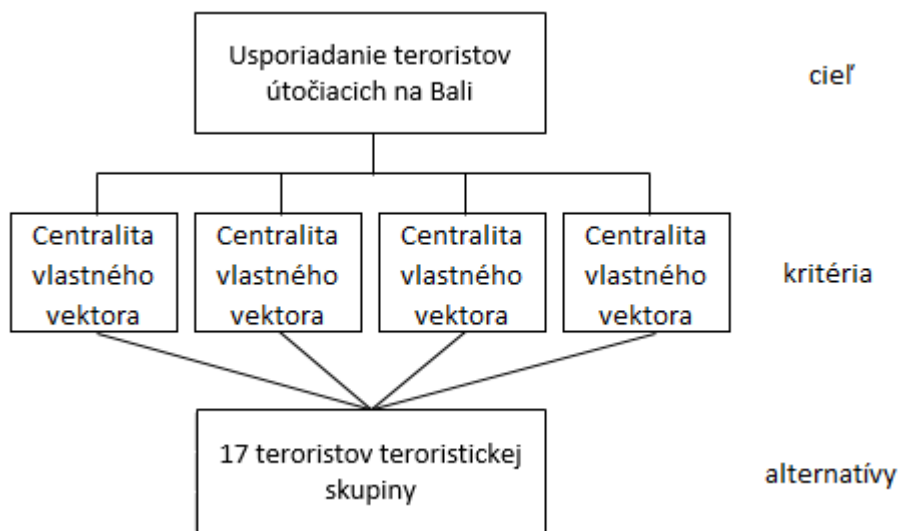 Usporiadanie teroristov
útočiacich na Bali
cieľ
Centralita
vlastného
vektora
Centralita
vlastného
vektora
Centralita
vlastného
vektora
Centralita
vlastného
vektora
kritéria
17 teroristov teroristickej
skupiny
alternatívy